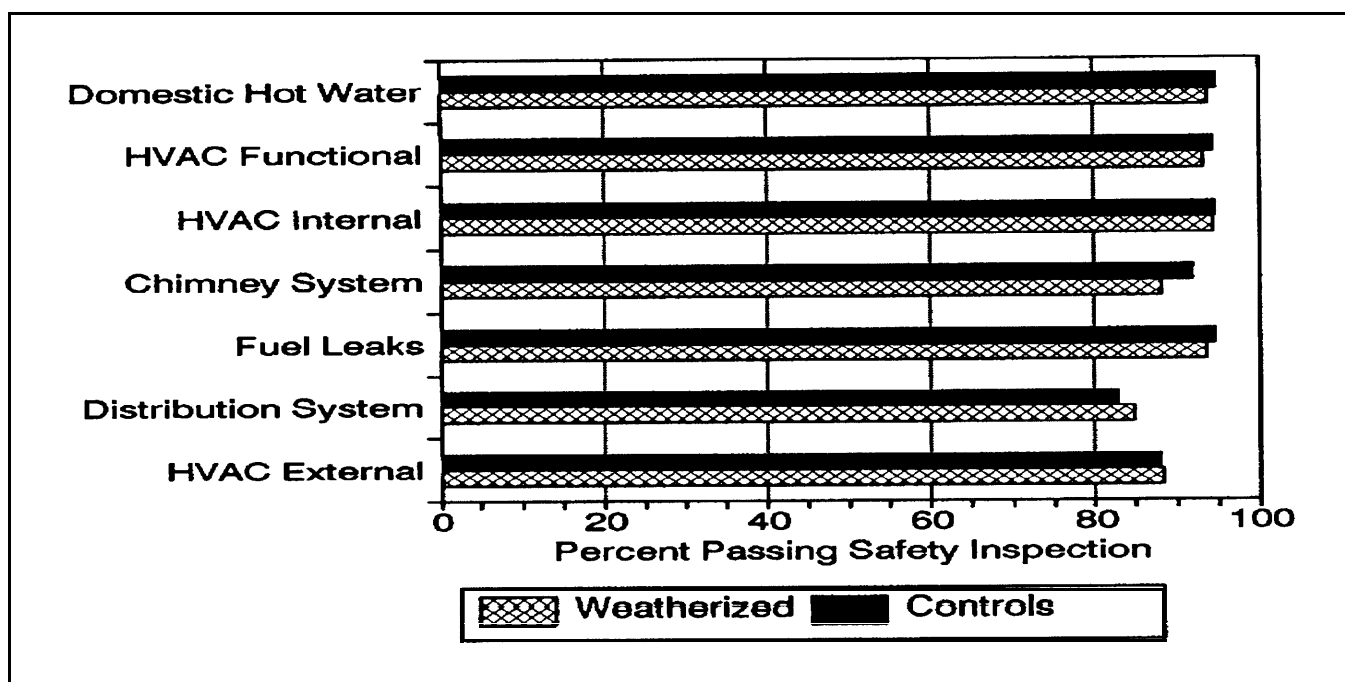 Domestic Hot Water
HVAC Functional
HVAC Internal
Chimney System
Fuel Leaks
Distribution System
HVAC External
0 20 40 60 80 100
Percent Passing Safety Inspection
Weatherized Controls